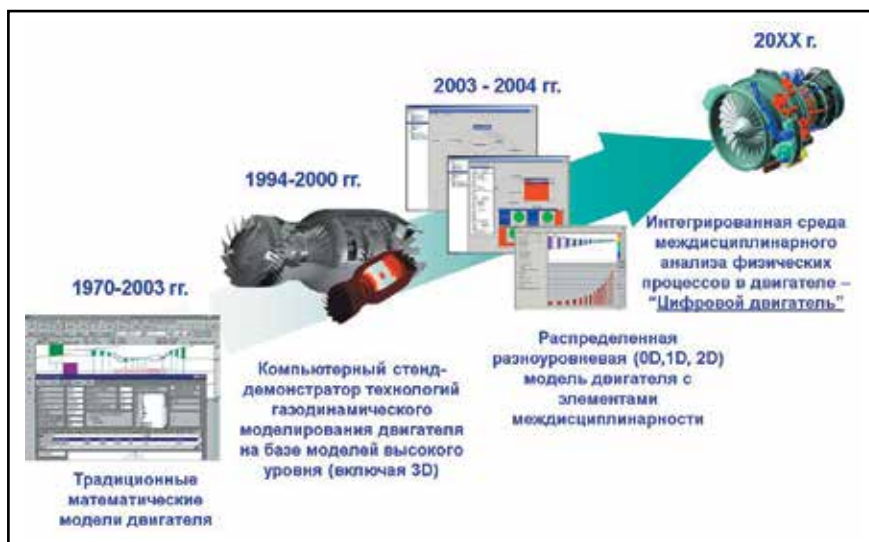 1970-2003 гг.
Традиционные
математические
модели двигателя
1994-2000 гг.
Компьютерный стенд-
демонстратор технологий
газодинамического
моделирования двигателя
на базе моделей высокого
уровня (включая 3D)
2003 - 2004 гг.
Распределенная
разноуровневая (0D,1D, 2D)
модель двигателя с
элементами
междисциплинарности
20XX г.
Интегрированная среда
междисциплинарного
анализа физических
процессов в двигателе –
“Цифровой двигатель”